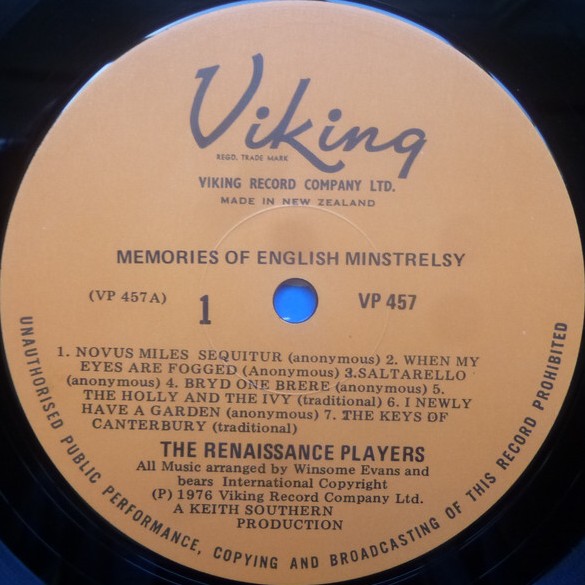 Viking
REGD. TRADE MARK
VIKING RECORD COMPANY LTD.
MADE IN NEW ZEALAND
MEMORIES OF ENGLISH MINSTRELSY
(VP 457A) 1 VP 457
1. NOVUS MILES SEQUITUR (anonymous) 2. WHEN MY
EYES ARE FOGGED (Anonymous) 3.SALTARELLO
(anonymous) 4. BRYD ONE BRERE (anonymous) 5.
THE HOLLY AND THE IVY (traditional) 6. I NEWLY
HAVE A GARDEN (anonymous) 7. THE KEYS OF
CANTERBURY (traditional)
THE RENAISSANCE PLAYERS
All Music arranged by Winsome Evans and
bears International Copyright
(P) 1976 Viking Record Company Ltd.
A KEITH SOUTHERN
PRODUCTION
UNAUTHORISED PUBLIC PERFORMANCE, COPYING AND BROADCASTING OF THIS RECORD PROHIBITED